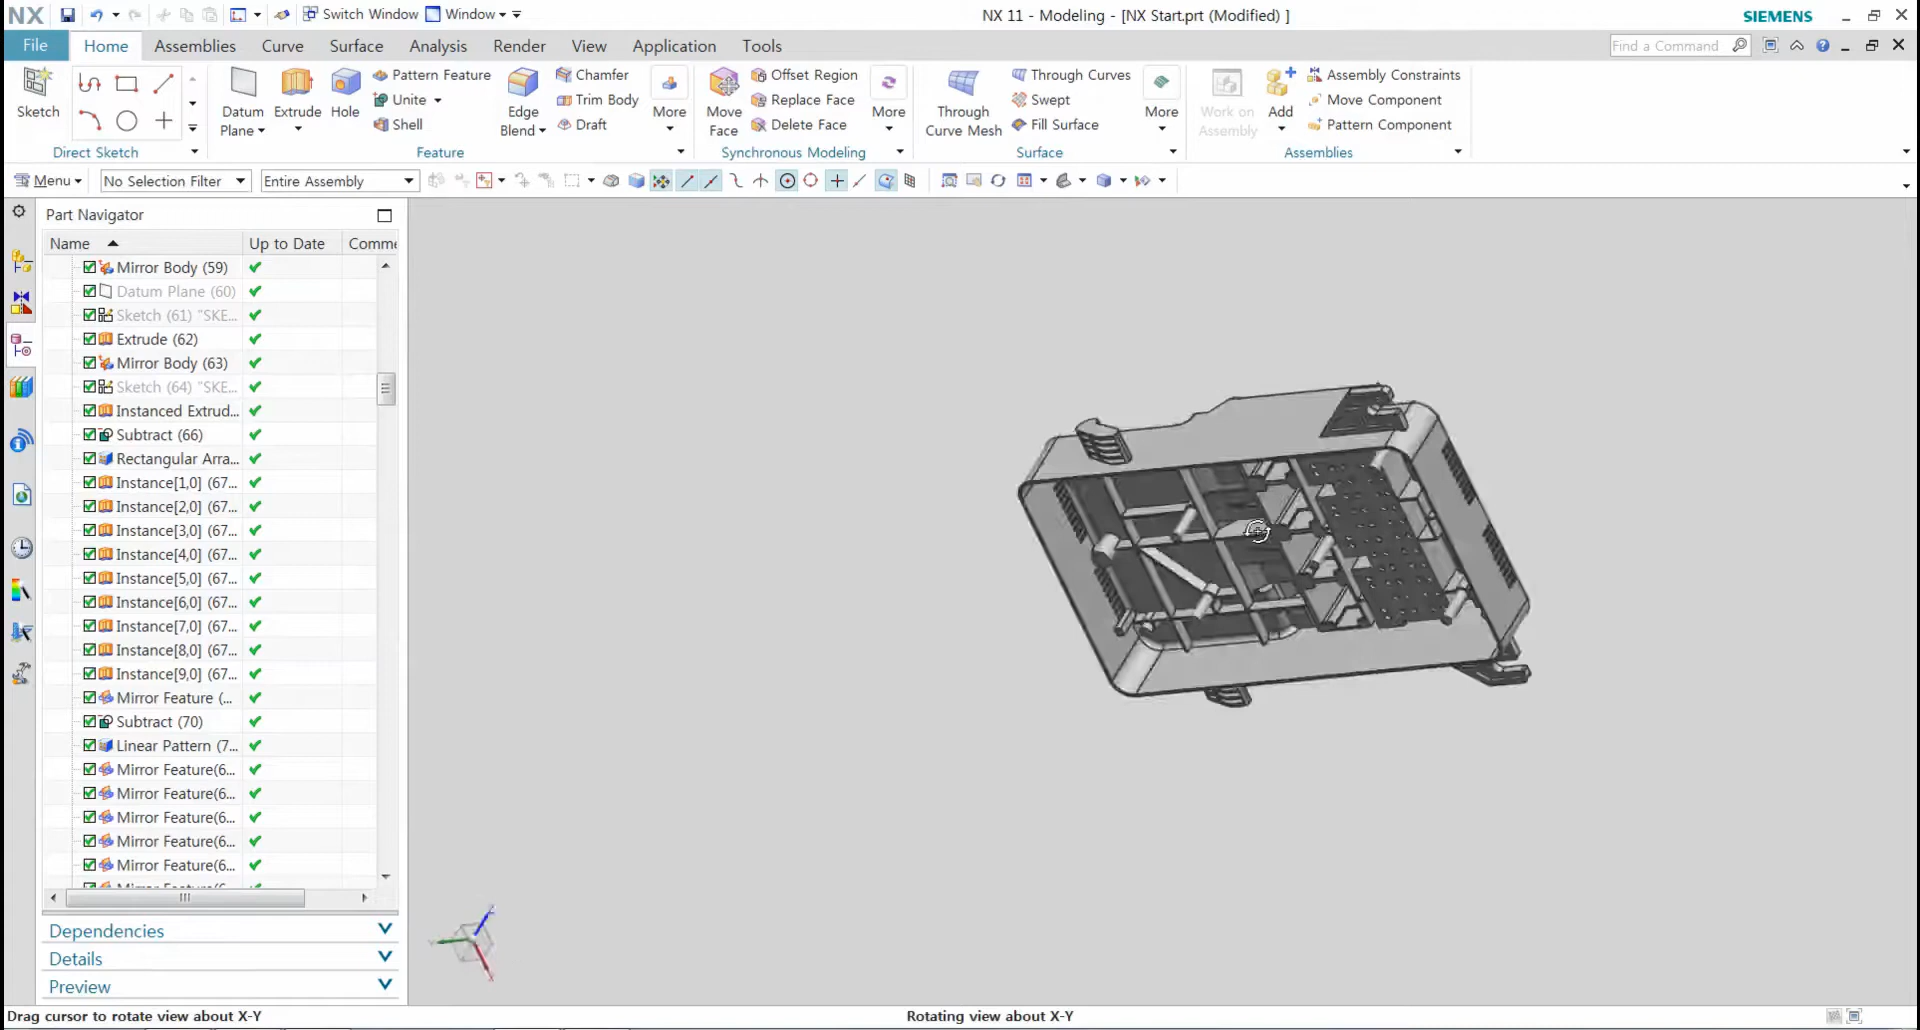 NX
Switch Window
Window
NX 11 - Modeling - [NX Start.prt (Modified) ]
SIEMENS
File
Home
Assemblies
Curve
Surface
Analysis
Render
View
Application
Tools
Find a Command
Sketch
Direct Sketch
Datum
Plane
Extrude
Hole
Pattern Feature
Unite
Shell
Edge
Blend
Chamfer
Trim Body
Draft
More
Feature
Move
Face
Offset Region
Replace Face
Delete Face
More
Synchronous Modeling
Through
Curve Mesh
Through Curves
Swept
Fill Surface
More
Surface
Work on
Assembly
Add
Assembly Constraints
Move Component
Pattern Component
Assemblies
Menu
No Selection Filter
Entire Assembly
Part Navigator
Name
Up to Date
Comme
Mirror Body (59)
Datum Plane (60)
Sketch (61) "SKE...
Extrude (62)
Mirror Body (63)
Sketch (64) "SKE...
Instanced Extrud...
Subtract (66)
Rectangular Arra...
Instance[1,0] (67...
Instance[2,0] (67...
Instance[3,0] (67...
Instance[4,0] (67...
Instance[5,0] (67...
Instance[6,0] (67...
Instance[7,0] (67...
Instance[8,0] (67...
Instance[9,0] (67...
Mirror Feature (...
Subtract (70)
Linear Pattern (7...
Mirror Feature(6...
Mirror Feature(6...
Mirror Feature(6...
Mirror Feature(6...
Mirror Feature(6...
Dependencies
Details
Preview
Drag cursor to rotate view about X-Y
Rotating view about X-Y